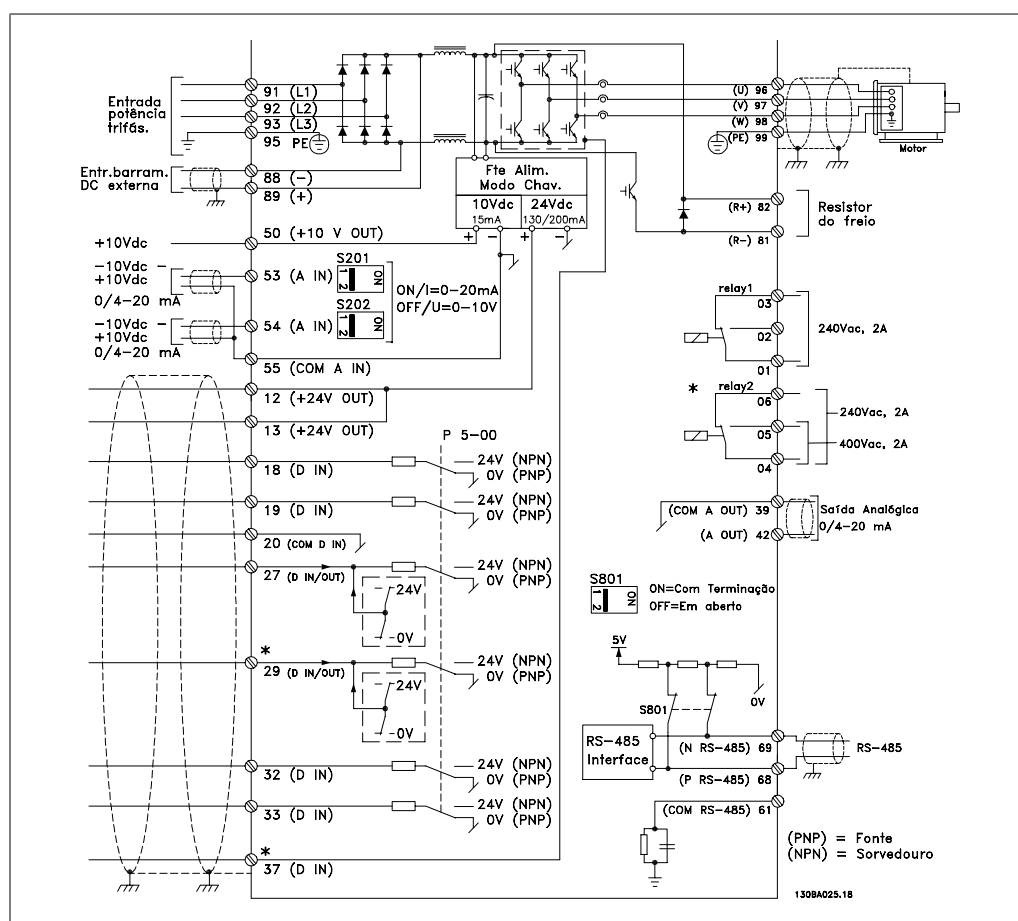 Entrada
potência
trifás.
91 (L1)
92 (L2)
93 (L3)
95 PE
Entr.barram.
DC externa
88 (−)
89 (+)
Fte Alim.
Modo Chav.
10Vdc
15mA
24Vdc
130/200mA
+ − + −
(U) 96
(V) 97
(W) 98
(PE) 99
Motor
(R+) 82
(R−) 81
Resistor
do freio
+10Vdc
50 (+10 V OUT)
−10Vdc −
+10Vdc
0/4−20 mA
53 (A IN)
S201
1 2
ON
−10Vdc −
+10Vdc
0/4−20 mA
54 (A IN)
S202
1 2
ON
ON/I=0−20mA
OFF/U=0−10V
55 (COM A IN)
12 (+24V OUT)
13 (+24V OUT)
P 5-00
18 (D IN)
24V (NPN)
0V (PNP)
19 (D IN)
24V (NPN)
0V (PNP)
20 (COM D IN)
27 (D IN/OUT)
24V (NPN)
0V (PNP)
24V
0V
*
29 (D IN/OUT)
24V (NPN)
0V (PNP)
24V
0V
32 (D IN)
24V (NPN)
0V (PNP)
33 (D IN)
24V (NPN)
0V (PNP)
*
37 (D IN)
relay1
03
02
01
240Vac, 2A
*
relay2
06
05
04
240Vac, 2A
400Vac, 2A
(COM A OUT) 39
(A OUT) 42
Saída Analógica
0/4−20 mA
S801
1 2
ON
ON=Com Terminação
OFF=Em aberto
5V
0V
S801
RS−485
Interface
(N RS−485) 69
(P RS−485) 68
(COM RS−485) 61
RS−485
(PNP) = Fonte
(NPN) = Sorvedouro
130BA025.18